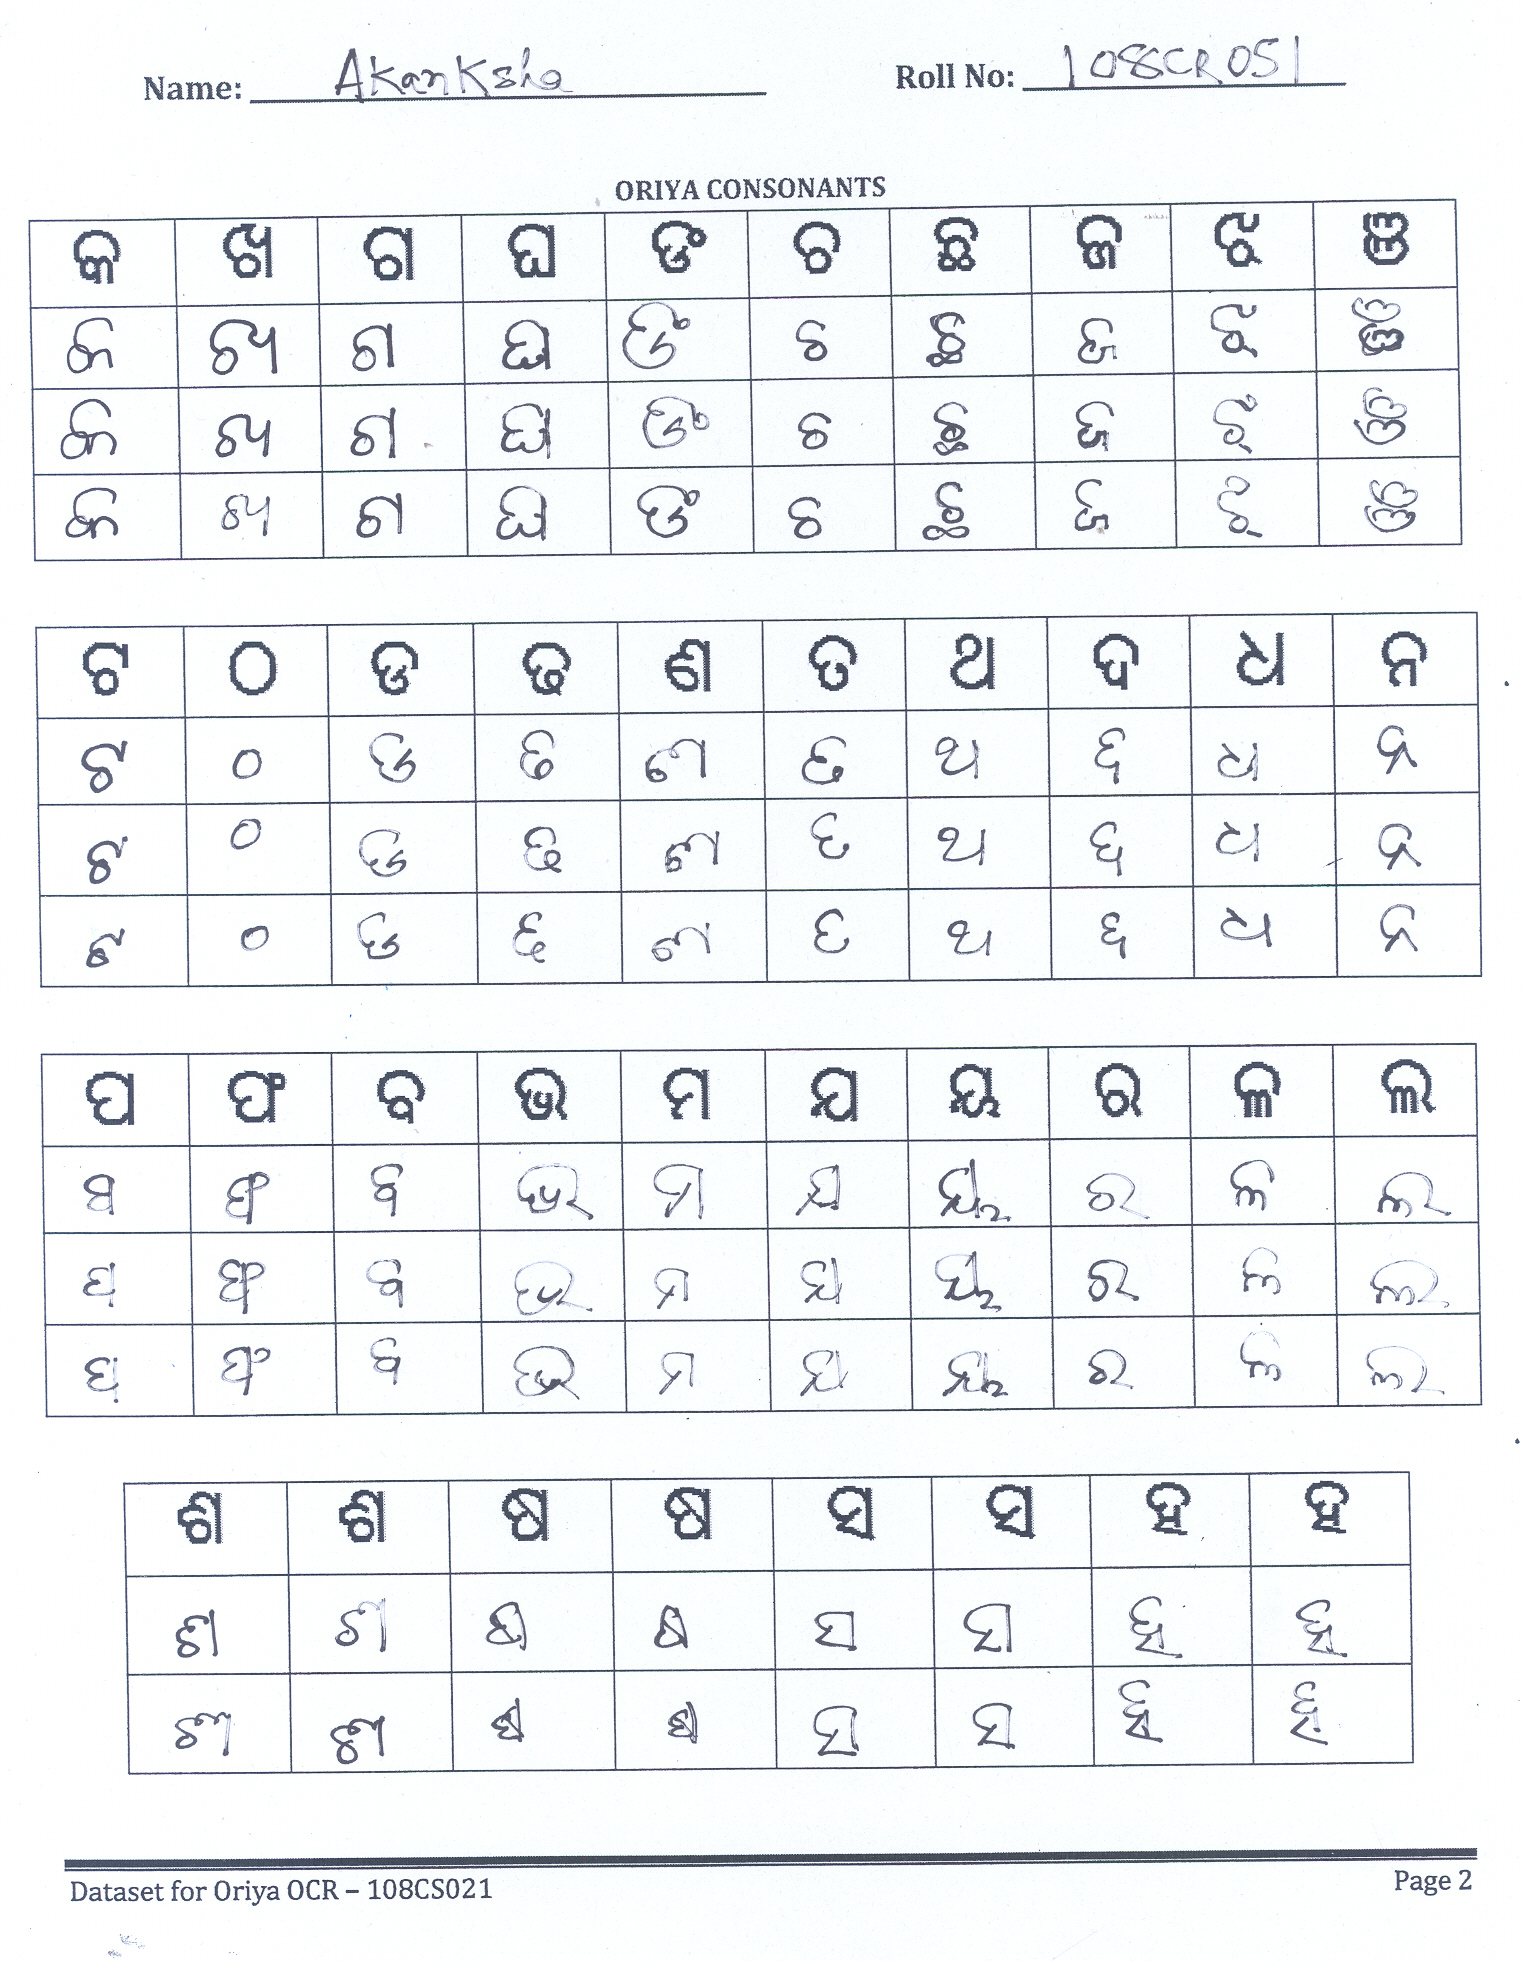 Name: Akanksha Roll No: 108CR051
ORIYA CONSONANTS
କ ଖ ଗ ଘ ଙ ଚ ଛ ଜ ଝ ଞ
କ ଖ ଗ ଘ ଙ ଚ ଛ ଜ ଝ ଞ
କ ଖ ଗ ଘ ଙ ଚ ଛ ଜ ଝ ଞ
କ ଖ ଗ ଘ ଙ ଚ ଛ ଜ ଝ ଞ
ଟ ଠ ଡ ଢ ଣ ତ ଥ ଦ ଧ ନ
ଟ ଠ ଡ ଢ ଣ ତ ଥ ଦ ଧ ନ
ଟ ଠ ଡ ଢ ଣ ତ ଥ ଦ ଧ ନ
ଟ ଠ ଡ ଢ ଣ ତ ଥ ଦ ଧ ନ
ପ ଫ ବ ଭ ମ ଯ ୟ ର ଳ ଲ
ପ ଫ ବ ଭ ମ ଯ ୟ ର ଳ ଲ
ପ ଫ ବ ଭ ମ ଯ ୟ ର ଳ ଲ
ପ ଫ ବ ଭ ମ ଯ ୟ ର ଳ ଲ
ଶ ଶ ଷ ଷ ସ ସ ହ ହ
ଶ ଶ ଷ ଷ ସ ସ ହ ହ
ଶ ଶ ଷ ଷ ସ ସ ହ ହ
Dataset for Oriya OCR – 108CS021 Page 2